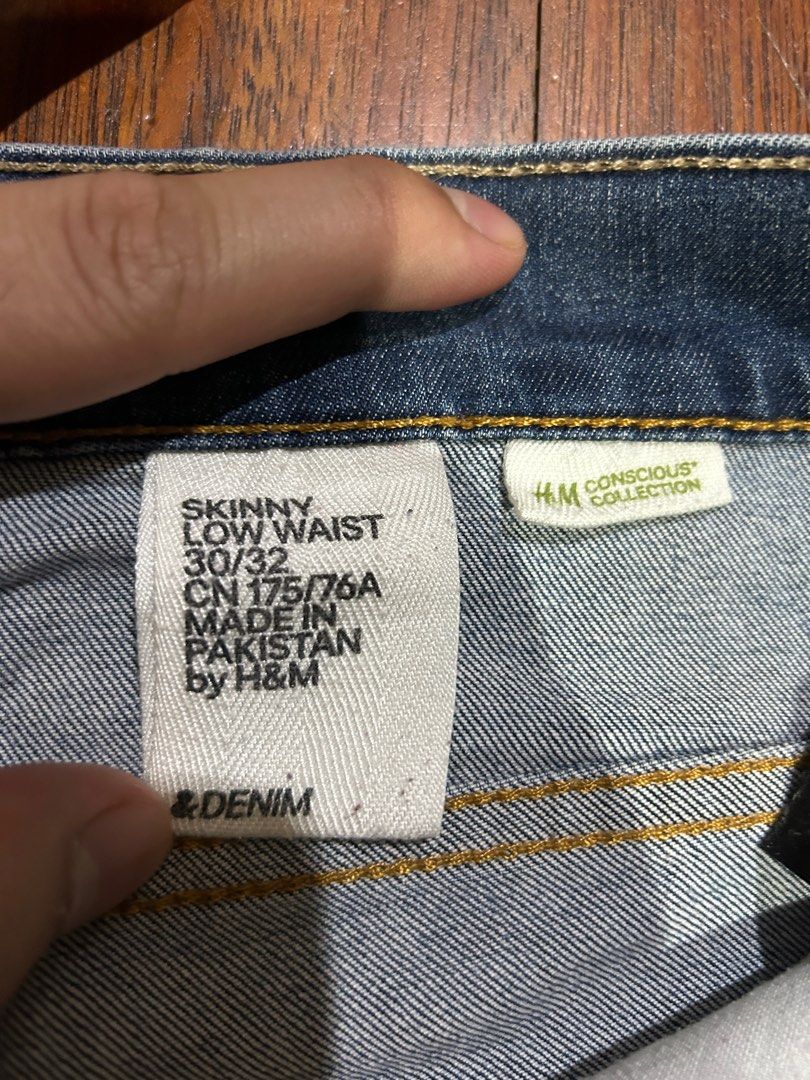 SKINNY
LOW WAIST
30/32
CN 175/76A
MADE IN
PAKISTAN
by H&M
&DENIM
H&M CONSCIOUS*
COLLECTION